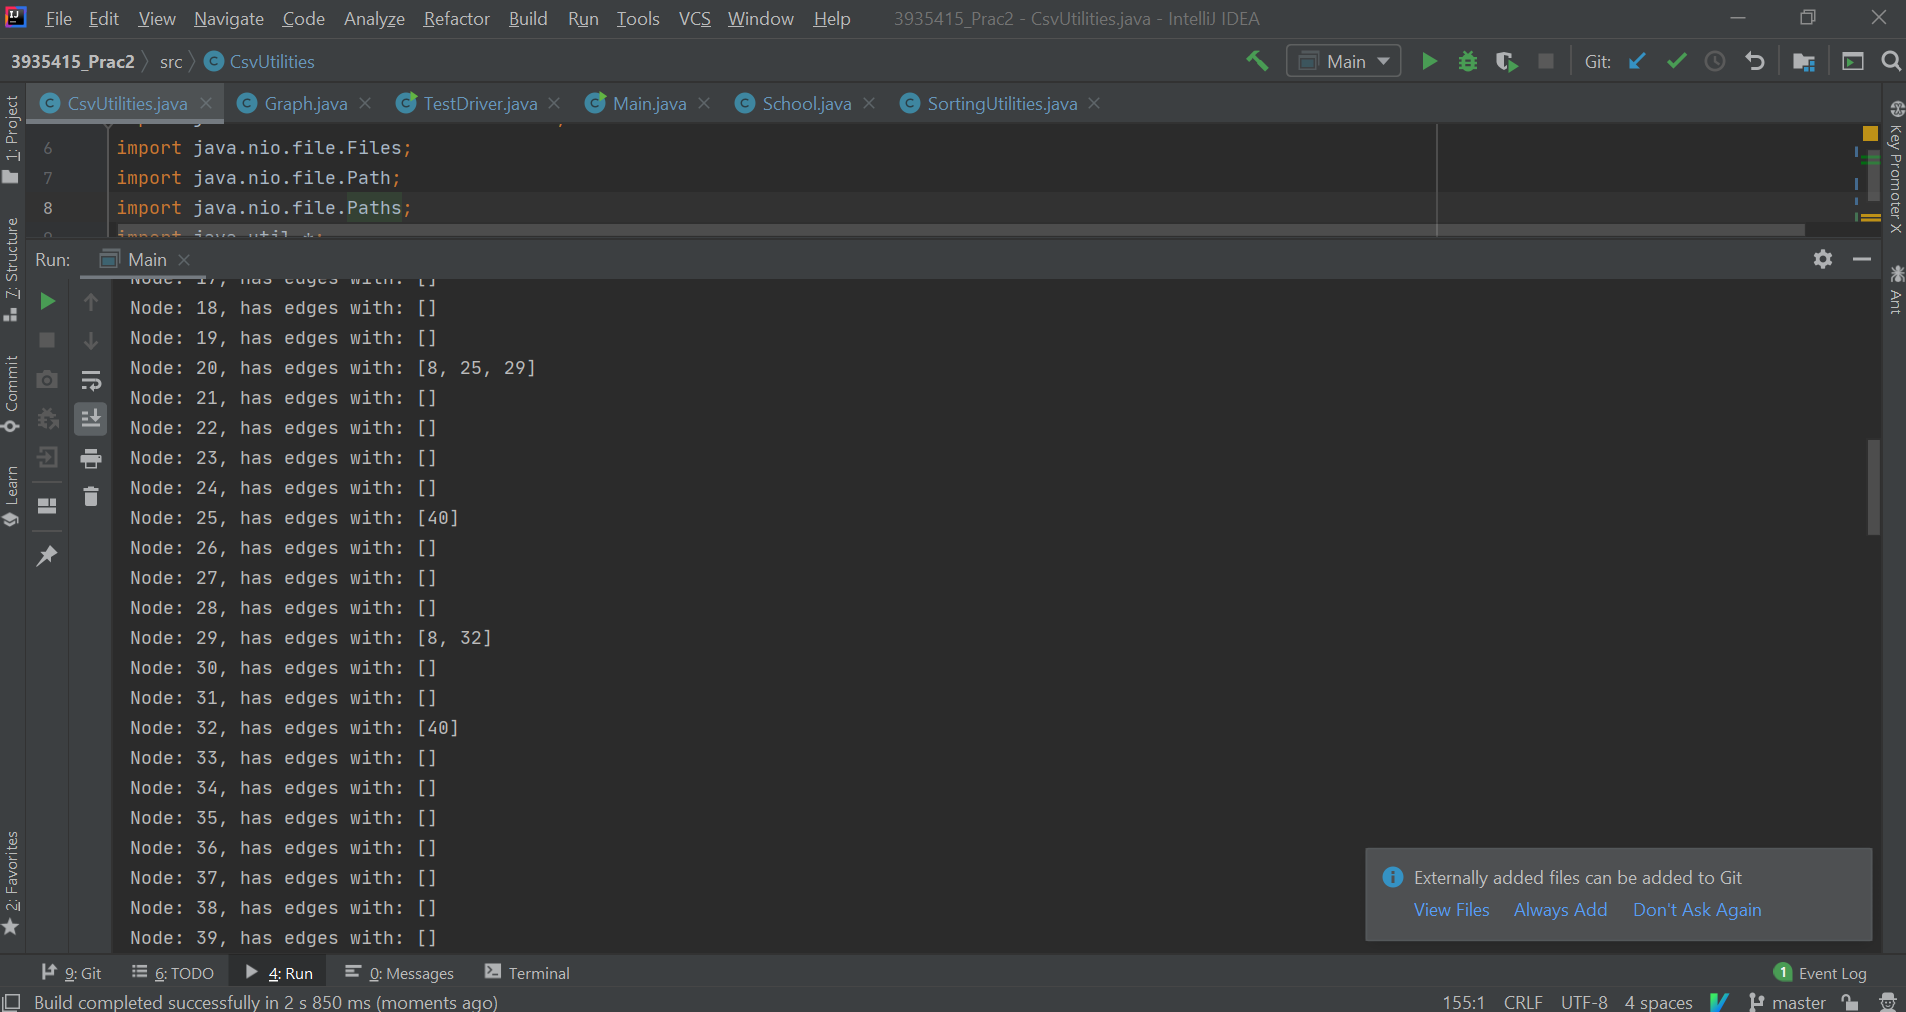 File Edit View Navigate Code Analyze Refactor Build Run Tools VCS Window Help 3935415_Prac2 - CsvUtilities.java - IntelliJ IDEA
3935415_Prac2 src CsvUtilities Main Git:
CsvUtilities.java Graph.java TestDriver.java Main.java School.java SortingUtilities.java
6 import java.nio.file.Files;
7 import java.nio.file.Path;
8 import java.nio.file.Paths;
9 import java.util.*;
Run: Main
Node: 17, has edges with: []
Node: 18, has edges with: []
Node: 19, has edges with: []
Node: 20, has edges with: [8, 25, 29]
Node: 21, has edges with: []
Node: 22, has edges with: []
Node: 23, has edges with: []
Node: 24, has edges with: []
Node: 25, has edges with: [40]
Node: 26, has edges with: []
Node: 27, has edges with: []
Node: 28, has edges with: []
Node: 29, has edges with: [8, 32]
Node: 30, has edges with: []
Node: 31, has edges with: []
Node: 32, has edges with: [40]
Node: 33, has edges with: []
Node: 34, has edges with: []
Node: 35, has edges with: []
Node: 36, has edges with: []
Node: 37, has edges with: []
Node: 38, has edges with: []
Node: 39, has edges with: []
1: Project
7: Structure
Commit
Learn
2: Favorites
Key Promoter X
Ant
Externally added files can be added to Git
View Files Always Add Don't Ask Again
9: Git 6: TODO 4: Run 0: Messages Terminal 1 Event Log
Build completed successfully in 2 s 850 ms (moments ago) 155:1 CRLF UTF-8 4 spaces master